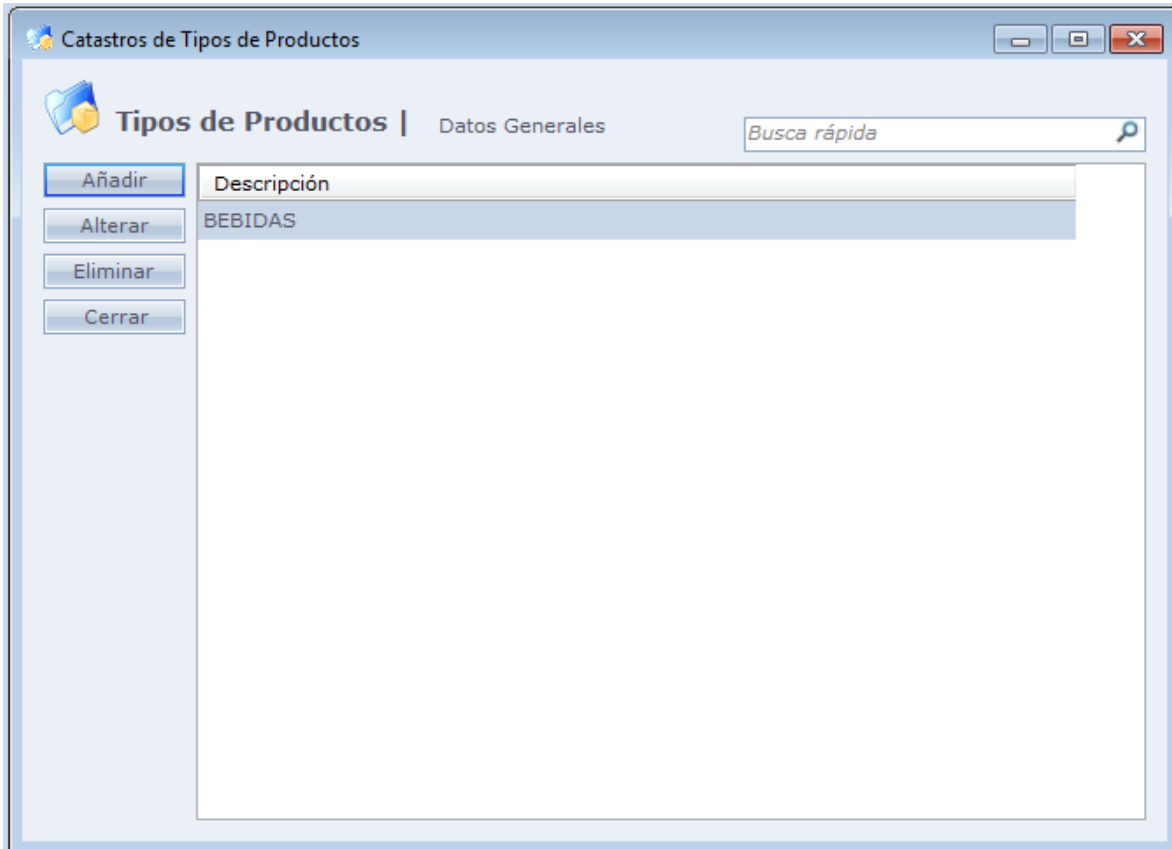 Catastros de Tipos de Productos
Tipos de Productos | Datos Generales
Busca rápida
Añadir
Descripción
Alterar
BEBIDAS
Eliminar
Cerrar